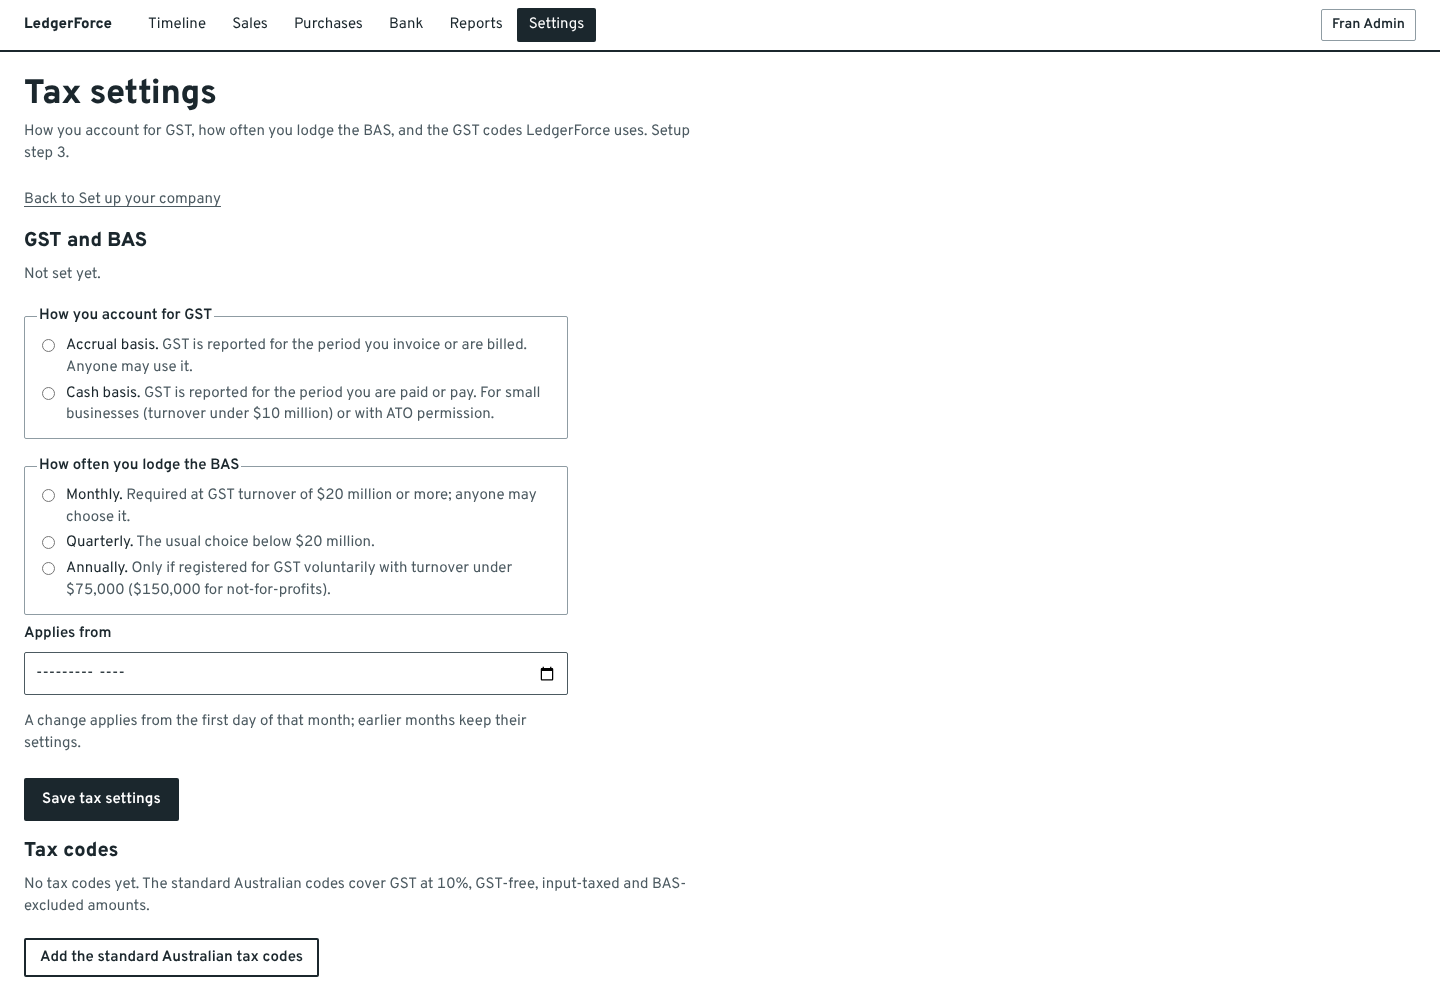 LedgerForce Timeline Sales Purchases Bank Reports Settings Fran Admin
Tax settings
How you account for GST, how often you lodge the BAS, and the GST codes LedgerForce uses. Setup
step 3.
Back to Set up your company
GST and BAS
Not set yet.
How you account for GST
Accrual basis. GST is reported for the period you invoice or are billed.
Anyone may use it.
Cash basis. GST is reported for the period you are paid or pay. For small
businesses (turnover under $10 million) or with ATO permission.
How often you lodge the BAS
Monthly. Required at GST turnover of $20 million or more; anyone may
choose it.
Quarterly. The usual choice below $20 million.
Annually. Only if registered for GST voluntarily with turnover under
$75,000 ($150,000 for not-for-profits).
Applies from
--------- ----
A change applies from the first day of that month; earlier months keep their
settings.
Save tax settings
Tax codes
No tax codes yet. The standard Australian codes cover GST at 10%, GST-free, input-taxed and BAS-
excluded amounts.
Add the standard Australian tax codes